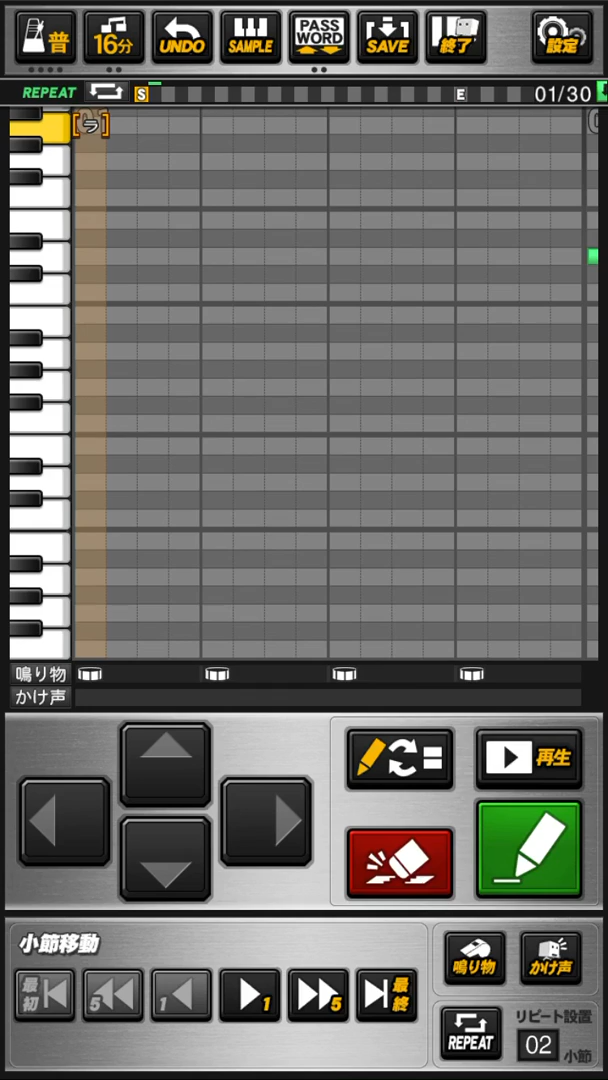 普 16分 UNDO SAMPLE PASS WORD SAVE 終了 設定
REPEAT S E 01/30
[ラ]
鳴り物
かけ声
再生
小節移動
鳴り物 かけ声
最初 5 1 1 5 最終
リピート設置
REPEAT 02 小節